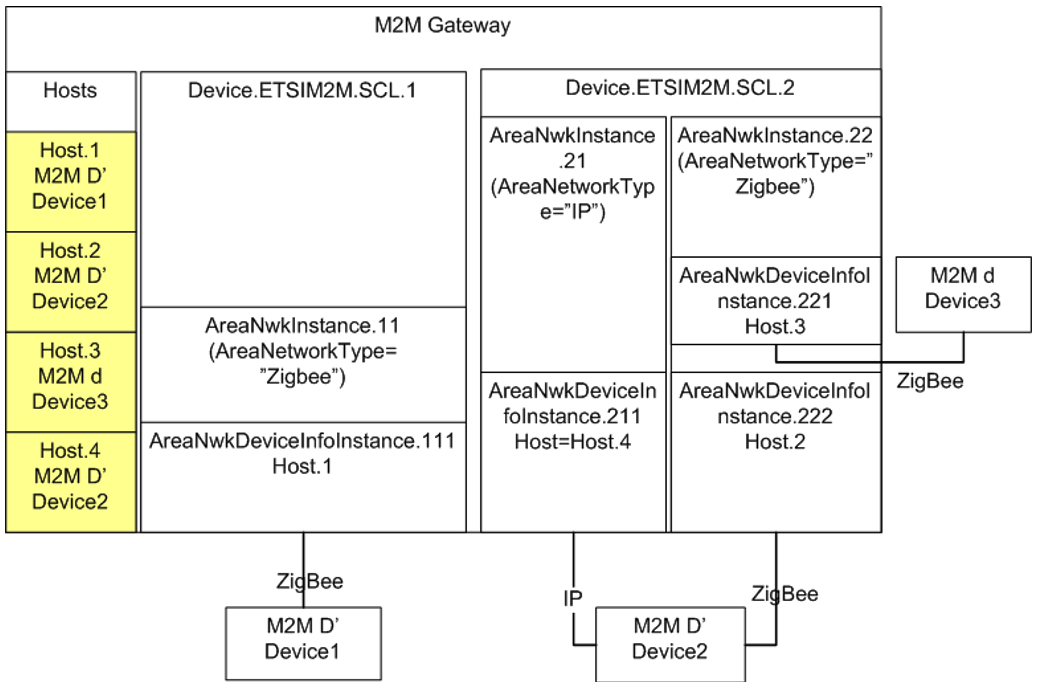 M2M Gateway
Hosts
Host.1
M2M D’
Device1
Host.2
M2M D’
Device2
Host.3
M2M d
Device3
Host.4
M2M D’
Device2
Device.ETSIM2M.SCL.1
AreaNwkInstance.11
(AreaNetworkType=
”Zigbee”)
AreaNwkDeviceInfoInstance.111
Host.1
Device.ETSIM2M.SCL.2
AreaNwkInstance
.21
(AreaNetworkTyp
e=”IP”)
AreaNwkDeviceIn
foInstance.211
Host=Host.4
AreaNwkInstance.22
(AreaNetworkType=”
Zigbee”)
AreaNwkDeviceInfoI
nstance.221
Host.3
AreaNwkDeviceInfoI
nstance.222
Host.2
M2M d
Device3
ZigBee
ZigBee
M2M D’
Device1
IP
ZigBee
M2M D’
Device2